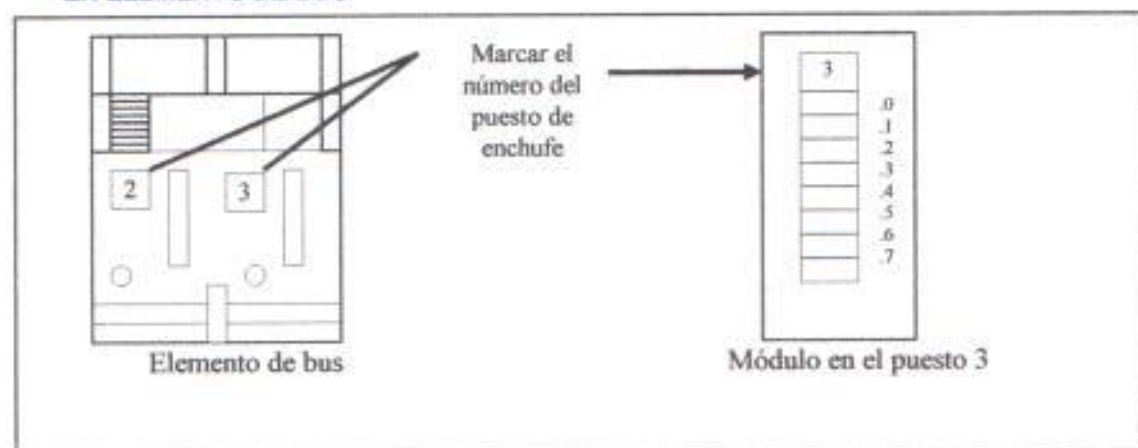 Marcar el
número del
puesto de
enchufe
2
3
3
.0
.1
.2
.3
.4
.5
.6
.7
Elemento de bus
Módulo en el puesto 3